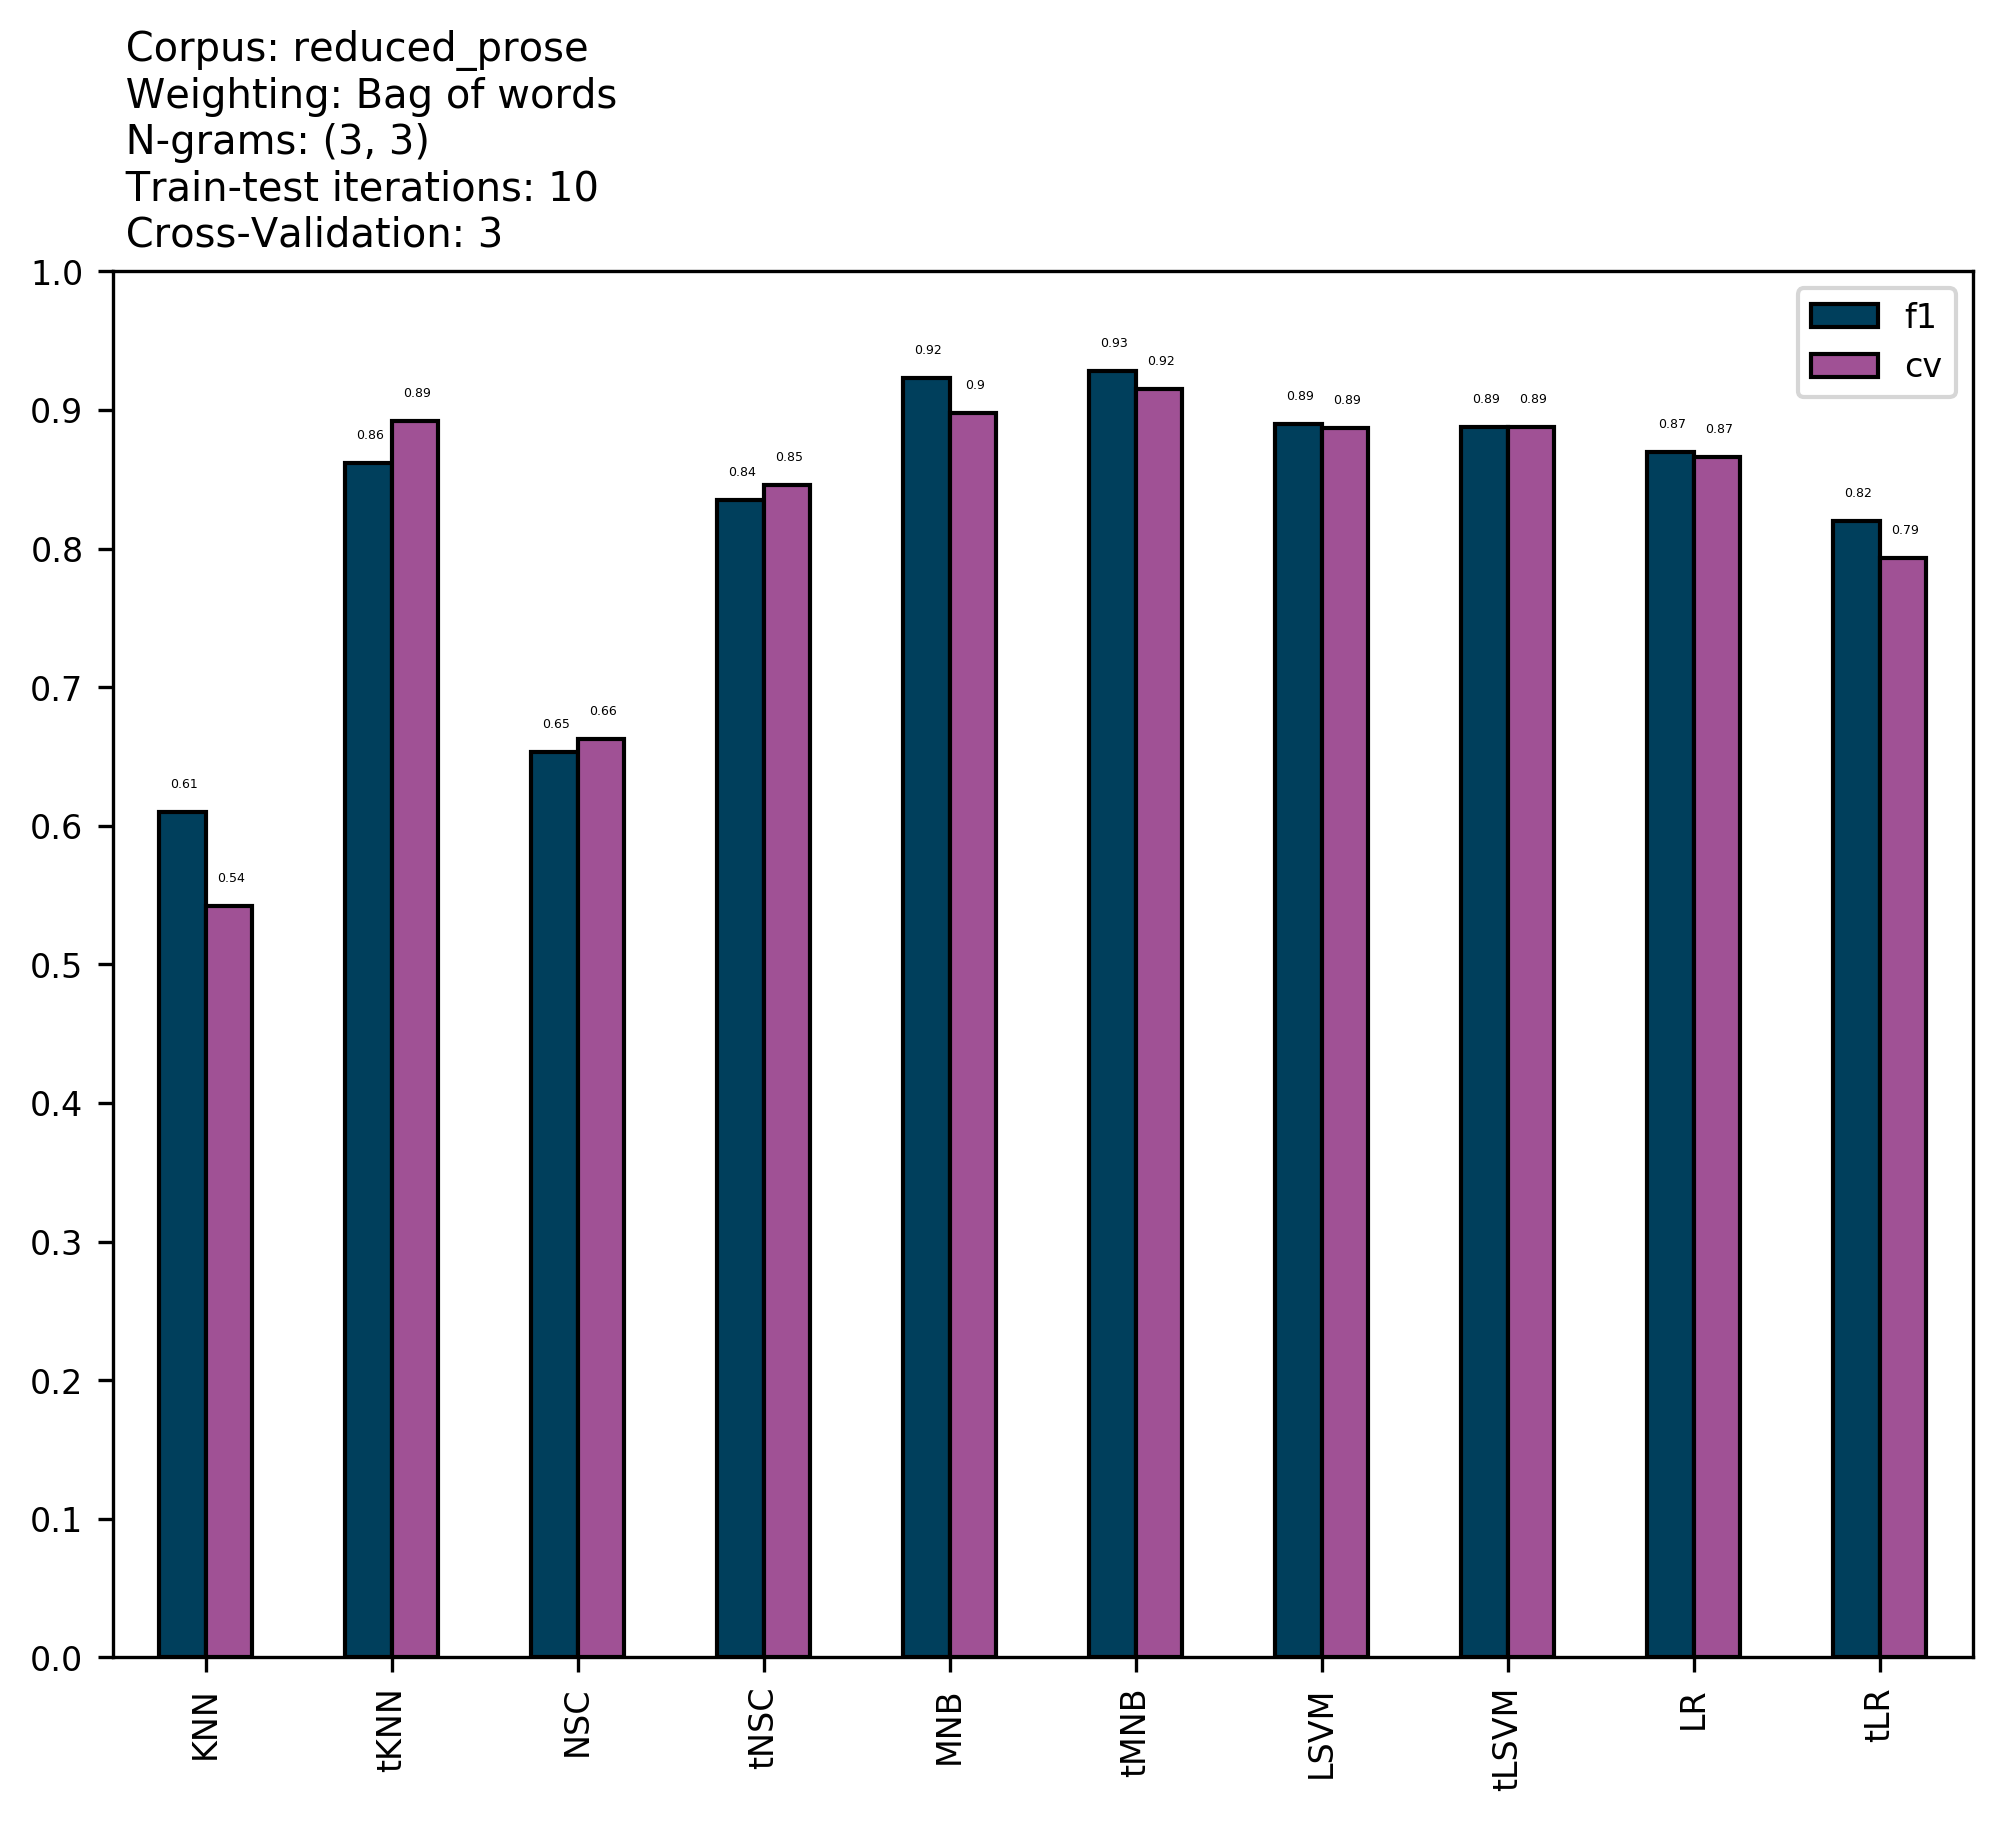 Corpus: reduced_prose
Weighting: Bag of words
N-grams: (3, 3)
Train-test iterations: 10
Cross-Validation: 3
1.0
0.9
0.8
0.7
0.6
0.5
0.4
0.3
0.2
0.1
0.0
f1
cv
0.61
0.54
0.86
0.89
0.65
0.66
0.84
0.85
0.92
0.9
0.93
0.92
0.89
0.89
0.89
0.89
0.87
0.87
0.82
0.79
KNN
tKNN
NSC
tNSC
MNB
tMNB
LSVM
tLSVM
LR
tLR